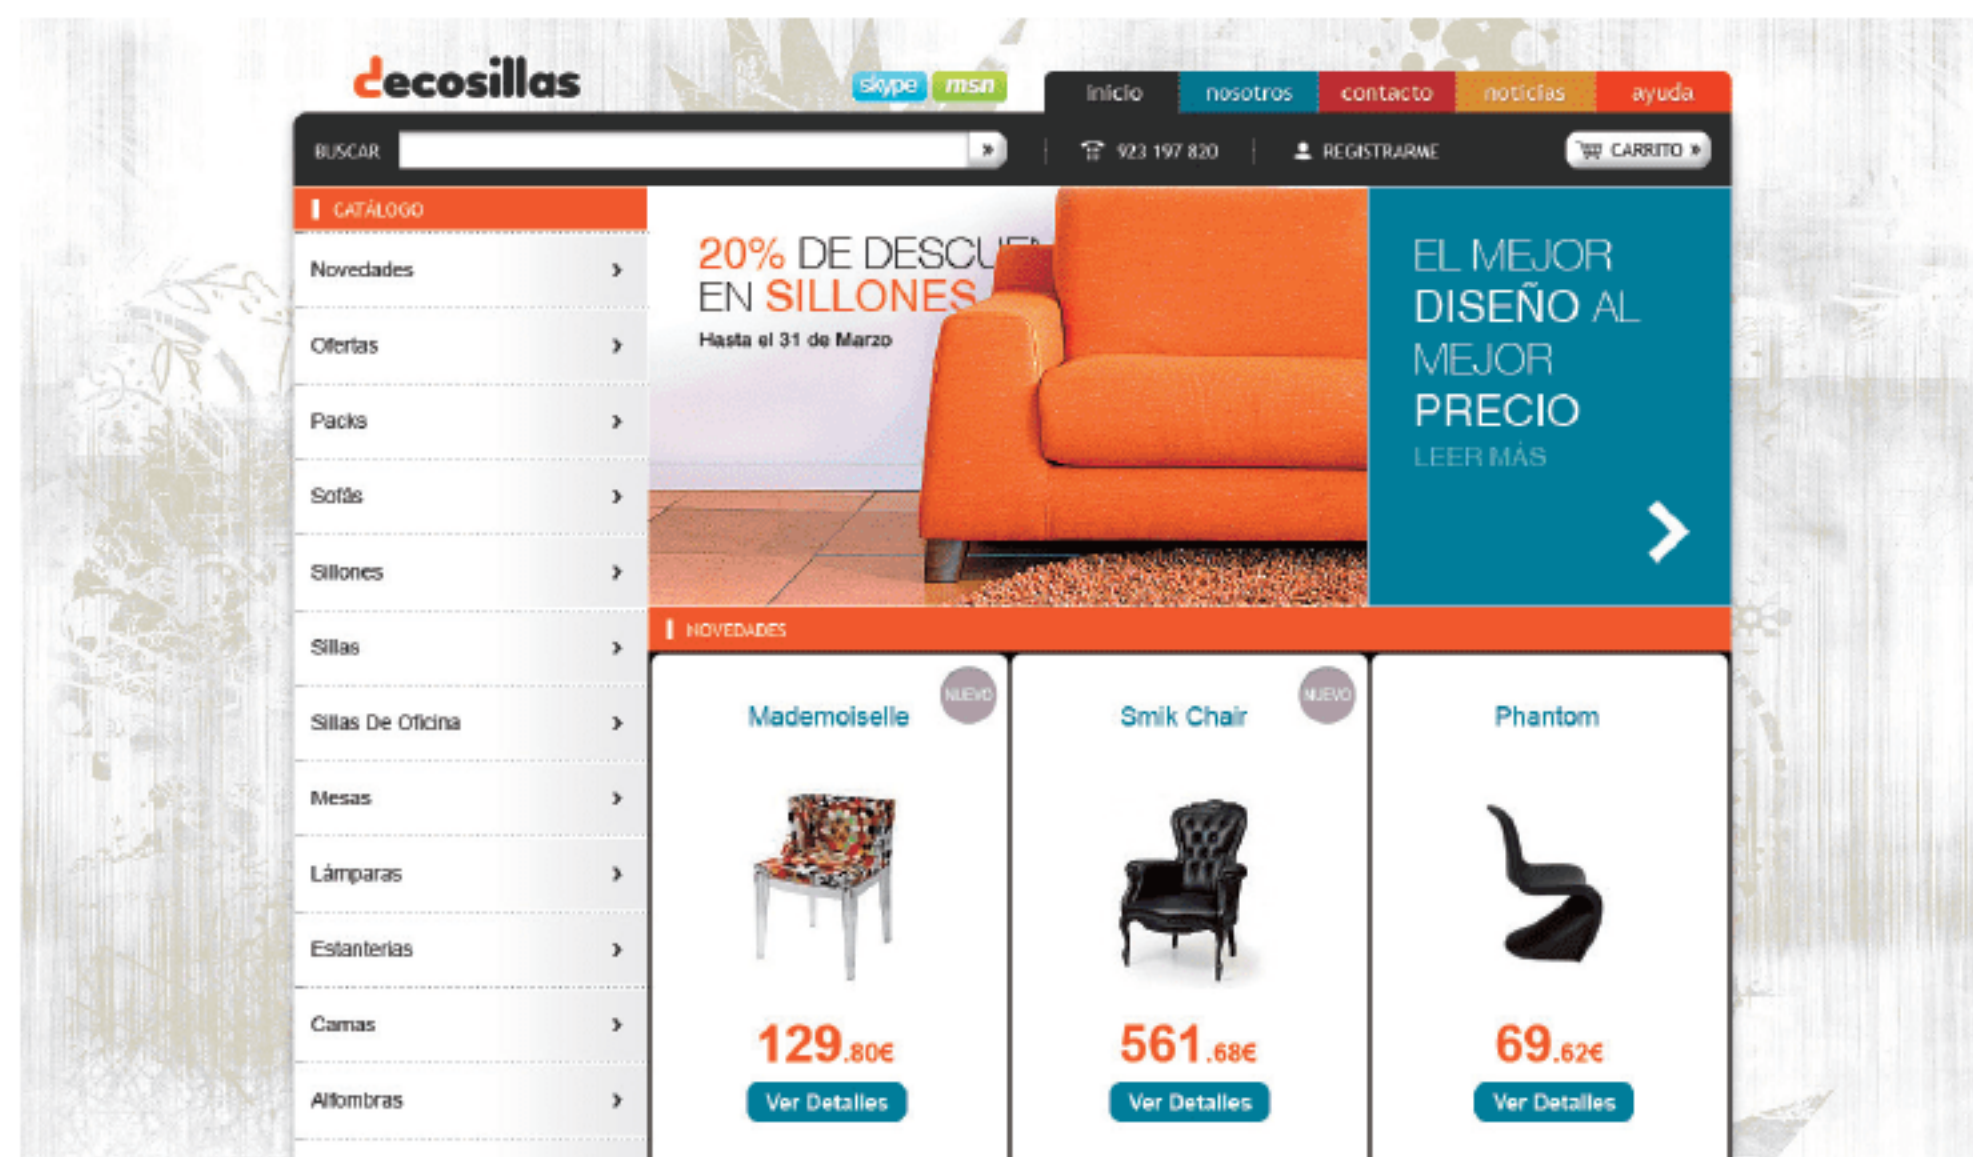 decosillas
skype msn
inicio nosotros contacto noticias ayuda
BUSCAR » 923 197 820 REGISTRARME CARRITO »
CATÁLOGO
Novedades
Ofertas
Packs
Sofás
Sillones
Sillas
Sillas De Oficina
Mesas
Lámparas
Estanterias
Camas
Alfombras
20% DE DESCUEN
EN SILLONES
Hasta el 31 de Marzo
EL MEJOR
DISEÑO AL
MEJOR
PRECIO
LEER MÁS
NOVEDADES
NUEVO
Mademoiselle
129.80€
Ver Detalles
NUEVO
Smik Chair
561.68€
Ver Detalles
Phantom
69.62€
Ver Detalles